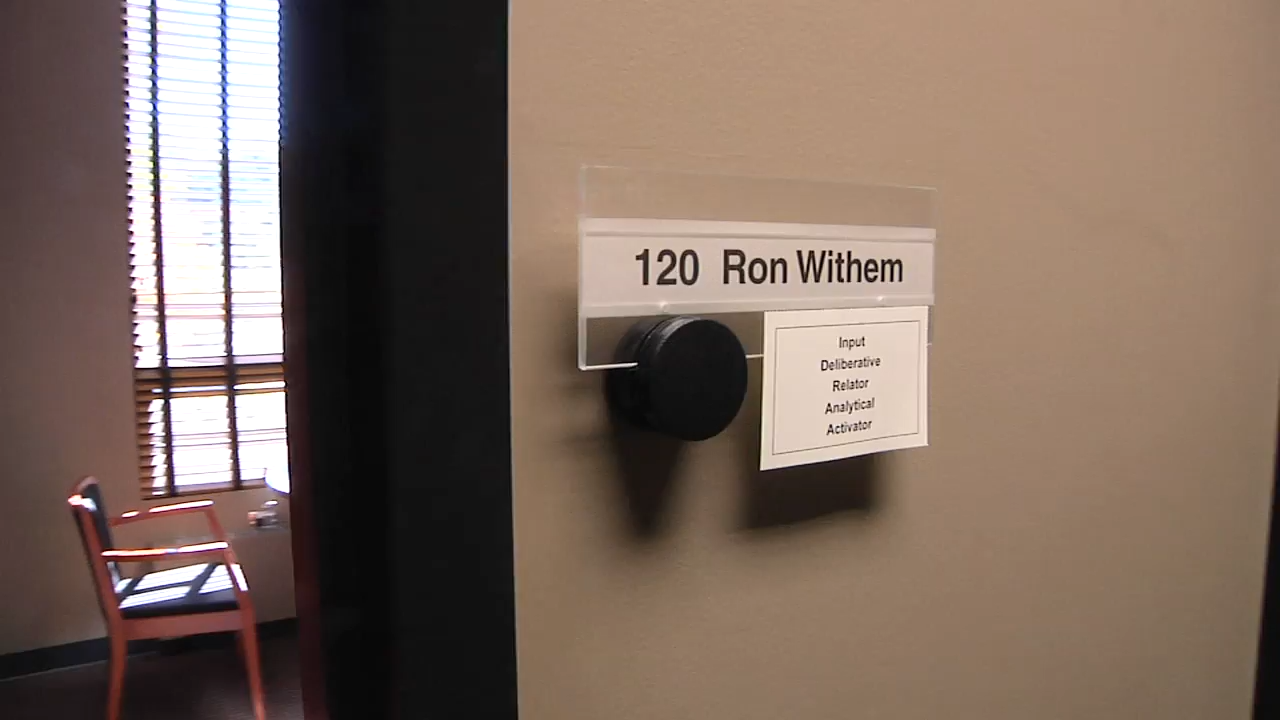 120 Ron Withem
Input
Deliberative
Relator
Analytical
Activator